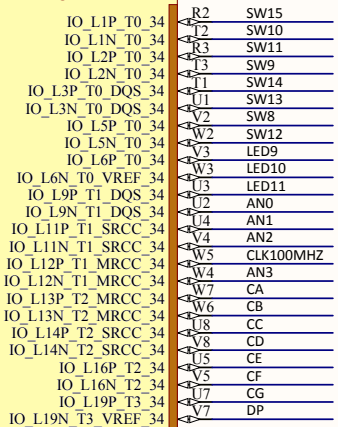 IO_L1P_T0_34 R2 SW15
IO_L1N_T0_34 T2 SW10
IO_L2P_T0_34 R3 SW11
IO_L2N_T0_34 T3 SW9
IO_L3P_T0_DQS_34 T1 SW14
IO_L3N_T0_DQS_34 U1 SW13
IO_L5P_T0_34 V2 SW8
IO_L5N_T0_34 W2 SW12
IO_L6P_T0_34 V3 LED9
IO_L6N_T0_VREF_34 W3 LED10
IO_L9P_T1_DQS_34 U3 LED11
IO_L9N_T1_DQS_34 U2 AN0
IO_L11P_T1_SRCC_34 U4 AN1
IO_L11N_T1_SRCC_34 V4 AN2
IO_L12P_T1_MRCC_34 W5 CLK100MHZ
IO_L12N_T1_MRCC_34 W4 AN3
IO_L13P_T2_MRCC_34 W7 CA
IO_L13N_T2_MRCC_34 W6 CB
IO_L14P_T2_SRCC_34 U8 CC
IO_L14N_T2_SRCC_34 V8 CD
IO_L16P_T2_34 U5 CE
IO_L16N_T2_34 V5 CF
IO_L19P_T3_34 U7 CG
IO_L19N_T3_VREF_34 V7 DP